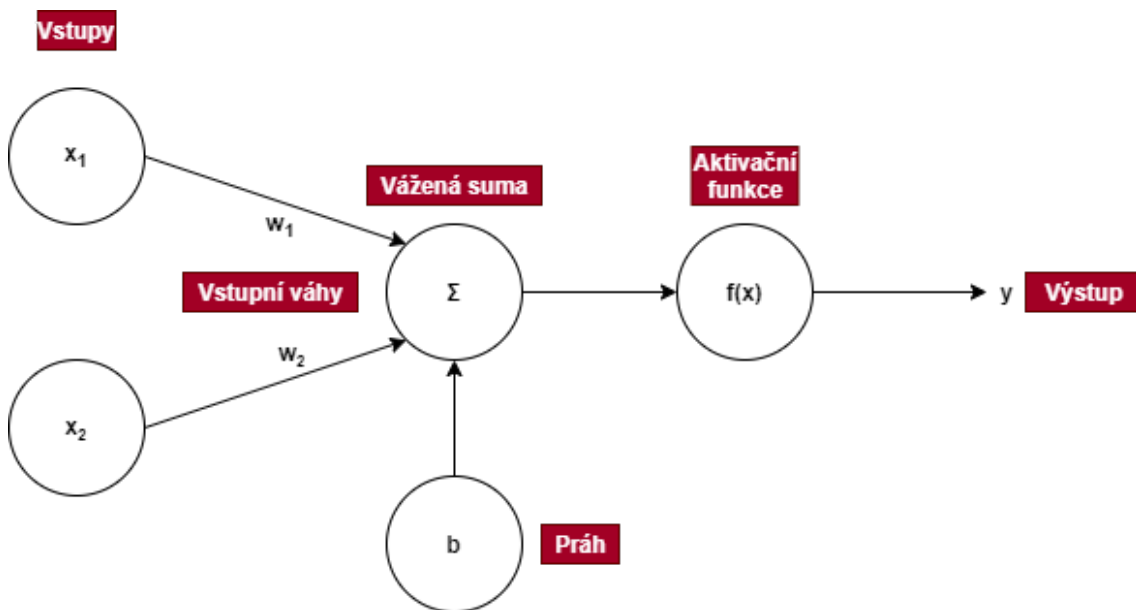 Vstupy
x₁
w₁
Vstupní váhy
w₂
x₂
Vážená suma
Σ
b
Práh
Aktivační
funkce
f(x)
y
Výstup